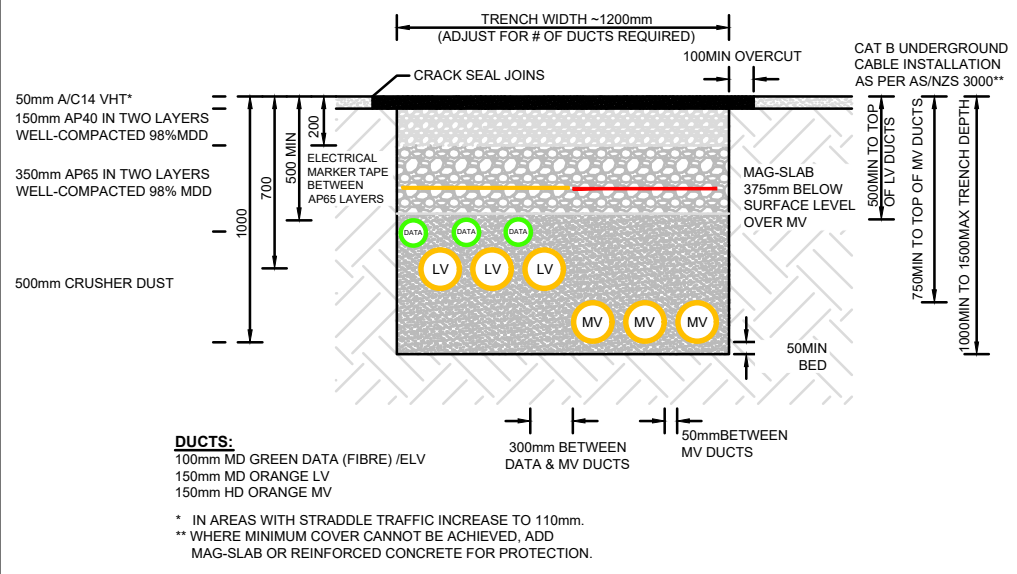 TRENCH WIDTH ~1200mm
(ADJUST FOR # OF DUCTS REQUIRED)
100MIN OVERCUT
CAT B UNDERGROUND
CABLE INSTALLATION
AS PER AS/NZS 3000**
CRACK SEAL JOINS
50mm A/C14 VHT*
150mm AP40 IN TWO LAYERS
WELL-COMPACTED 98%MDD
350mm AP65 IN TWO LAYERS
WELL-COMPACTED 98% MDD
500mm CRUSHER DUST
1000
700
500 MIN
200
ELECTRICAL
MARKER TAPE
BETWEEN
AP65 LAYERS
MAG-SLAB
375mm BELOW
SURFACE LEVEL
OVER MV
500MIN TO TOP
OF LV DUCTS
750MIN TO TOP OF MV DUCTS
1000MIN TO 1500MAX TRENCH DEPTH
DATA
DATA
DATA
LV
LV
LV
MV
MV
MV
50MIN
BED
300mm BETWEEN
DATA & MV DUCTS
50mmBETWEEN
MV DUCTS
DUCTS:
100mm MD GREEN DATA (FIBRE) /ELV
150mm MD ORANGE LV
150mm HD ORANGE MV
* IN AREAS WITH STRADDLE TRAFFIC INCREASE TO 110mm.
** WHERE MINIMUM COVER CANNOT BE ACHIEVED, ADD
MAG-SLAB OR REINFORCED CONCRETE FOR PROTECTION.